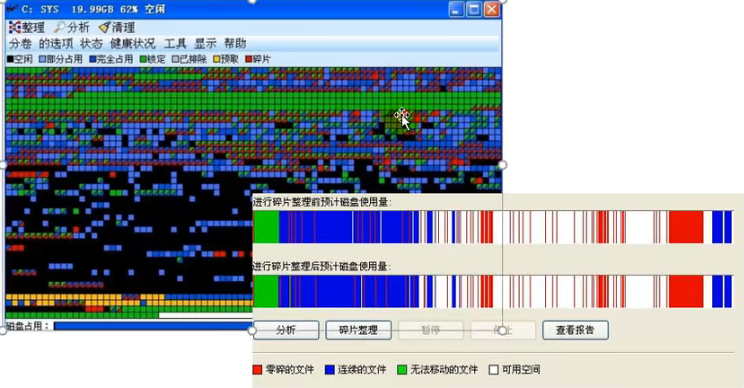 C: SYS 19.99GB 62% 空闲
整理 分析 清理
分卷 的选项 状态 健康状况 工具 显示 帮助
空闲 部分占用 完全占用 锁定 已排除 预取 碎片
进行碎片整理前预计磁盘使用量:
进行碎片整理后预计磁盘使用量:
磁盘占用:
分析 碎片整理 暂停 停止 查看报告
零碎的文件 连续的文件 无法移动的文件 可用空间